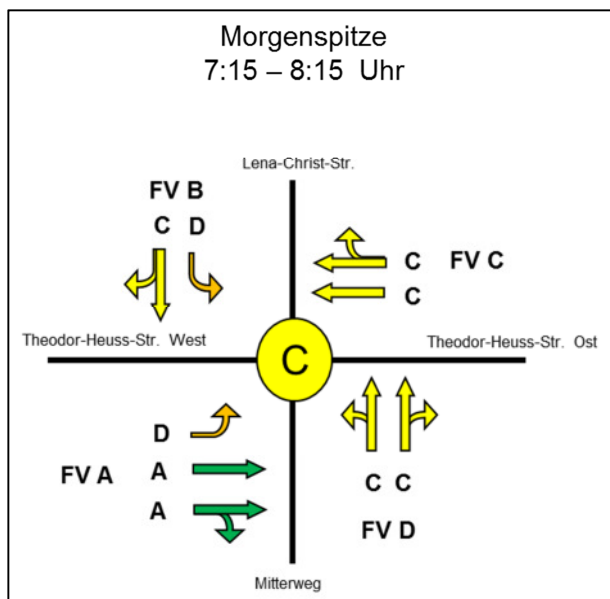 Morgenspitze
7:15 – 8:15 Uhr
Lena-Christ-Str.
FV B
C D
C FV C
C
Theodor-Heuss-Str. West
Theodor-Heuss-Str. Ost
C
D
FV A A
A
C C
FV D
Mitterweg